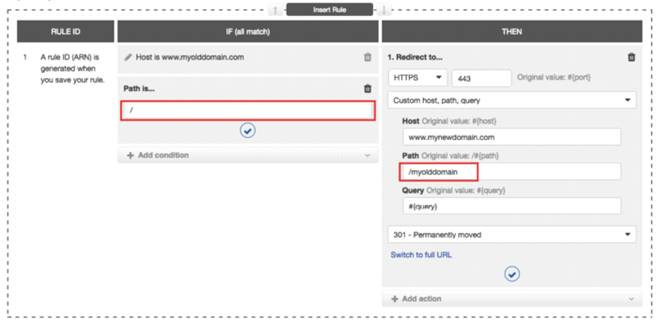 Insert Rule
RULE ID
IF (all match)
THEN
1 A rule ID (ARN) is
generated when
you save your rule.
Host is www.myolddomain.com
Path is...
/
Add condition
1. Redirect to...
HTTPS 443 Original value: #{port}
Custom host, path, query
Host Original value: #{host}
www.mynewdomain.com
Path Original value: /#{path}
/myolddomain
Query Original value: #{query}
#{query}
301 - Permanently moved
Switch to full URL
Add action